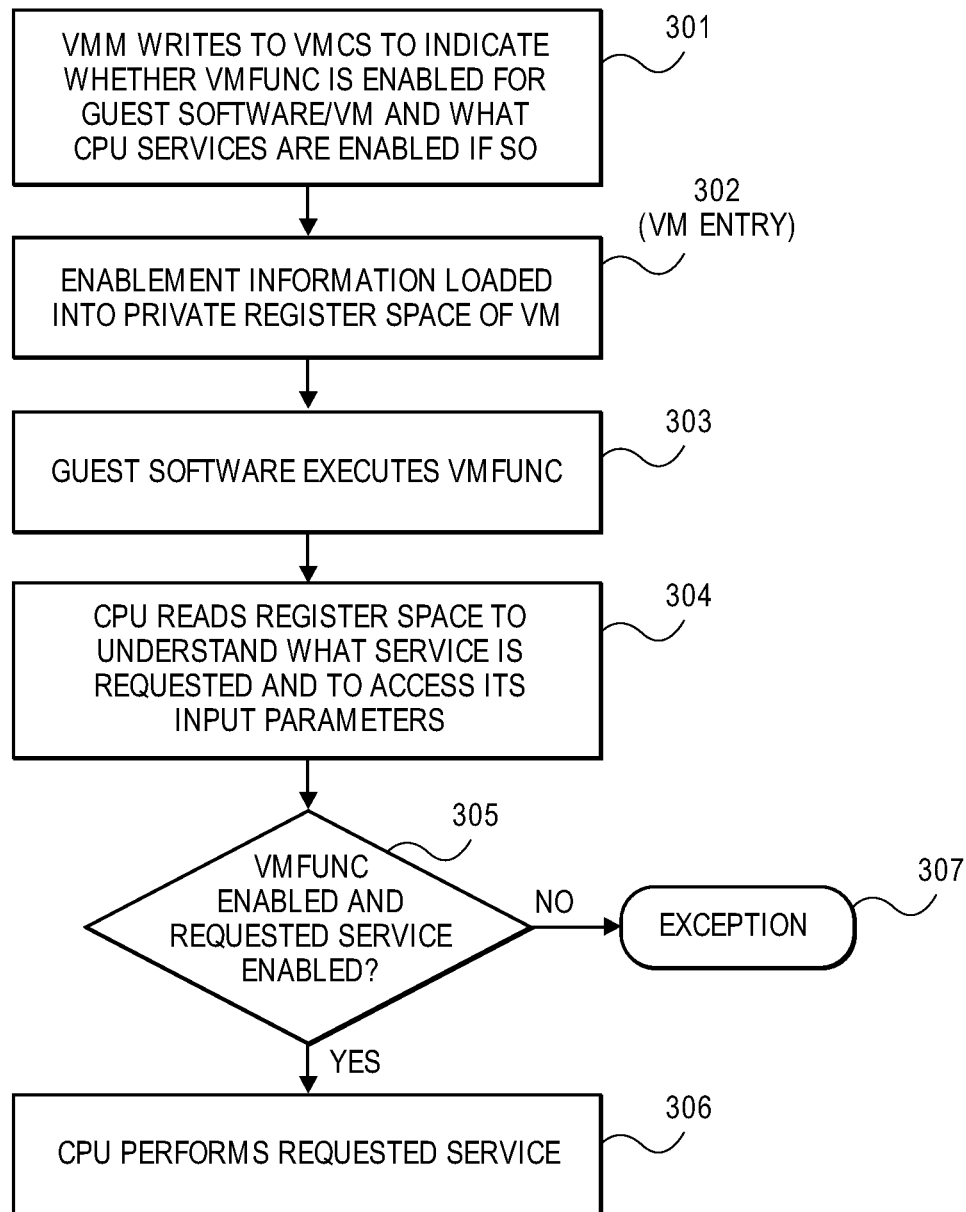 VMM WRITES TO VMCS TO INDICATE
WHETHER VMFUNC IS ENABLED FOR
GUEST SOFTWARE/VM AND WHAT
CPU SERVICES ARE ENABLED IF SO
301
302
(VM ENTRY)
ENABLEMENT INFORMATION LOADED
INTO PRIVATE REGISTER SPACE OF VM
303
GUEST SOFTWARE EXECUTES VMFUNC
304
CPU READS REGISTER SPACE TO
UNDERSTAND WHAT SERVICE IS
REQUESTED AND TO ACCESS ITS
INPUT PARAMETERS
305
VMFUNC
ENABLED AND
REQUESTED SERVICE
ENABLED?
NO
307
EXCEPTION
YES
306
CPU PERFORMS REQUESTED SERVICE